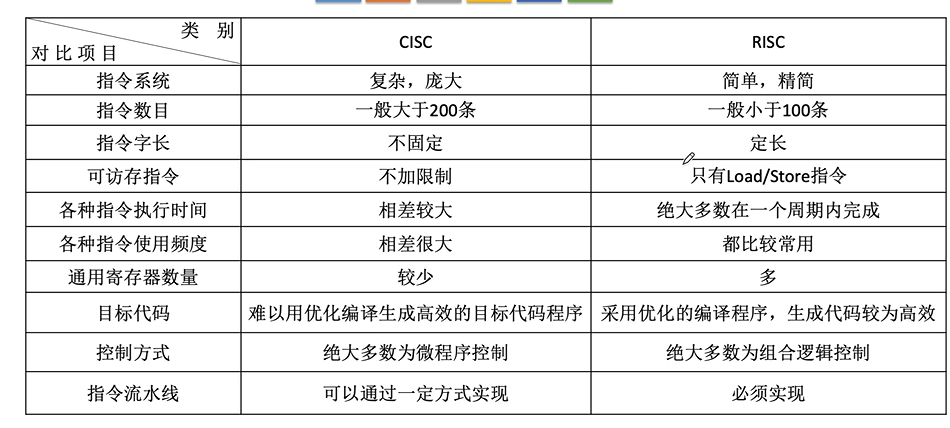 类 别
对比项目
CISC
RISC
指令系统
复杂，庞大
简单，精简
指令数目
一般大于200条
一般小于100条
指令字长
不固定
定长
可访存指令
不加限制
只有Load/Store指令
各种指令执行时间
相差较大
绝大多数在一个周期内完成
各种指令使用频度
相差很大
都比较常用
通用寄存器数量
较少
多
目标代码
难以用优化编译生成高效的目标代码程序
采用优化的编译程序，生成代码较为高效
控制方式
绝大多数为微程序控制
绝大多数为组合逻辑控制
指令流水线
可以通过一定方式实现
必须实现